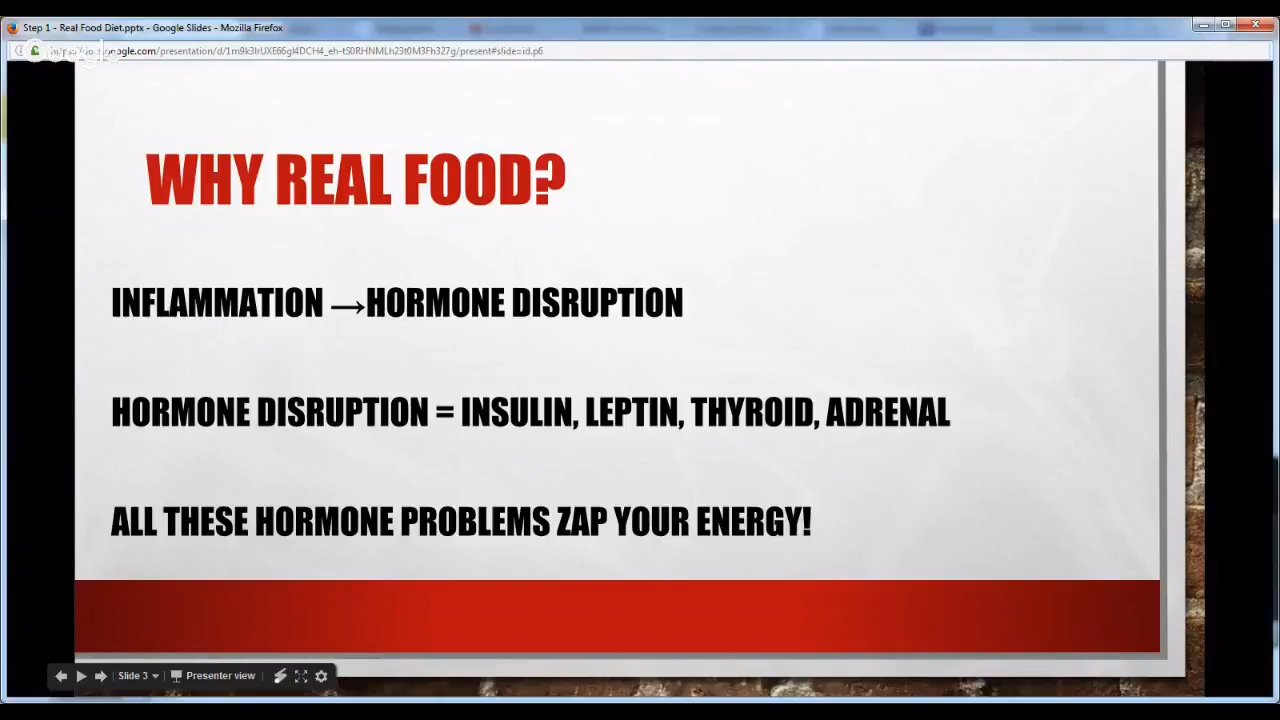 Step 1 - Real Food Diet.pptx - Google Slides - Mozilla Firefox
WHY REAL FOOD?
INFLAMMATION →HORMONE DISRUPTION
HORMONE DISRUPTION = INSULIN, LEPTIN, THYROID, ADRENAL
ALL THESE HORMONE PROBLEMS ZAP YOUR ENERGY!
Slide 3
Presenter view